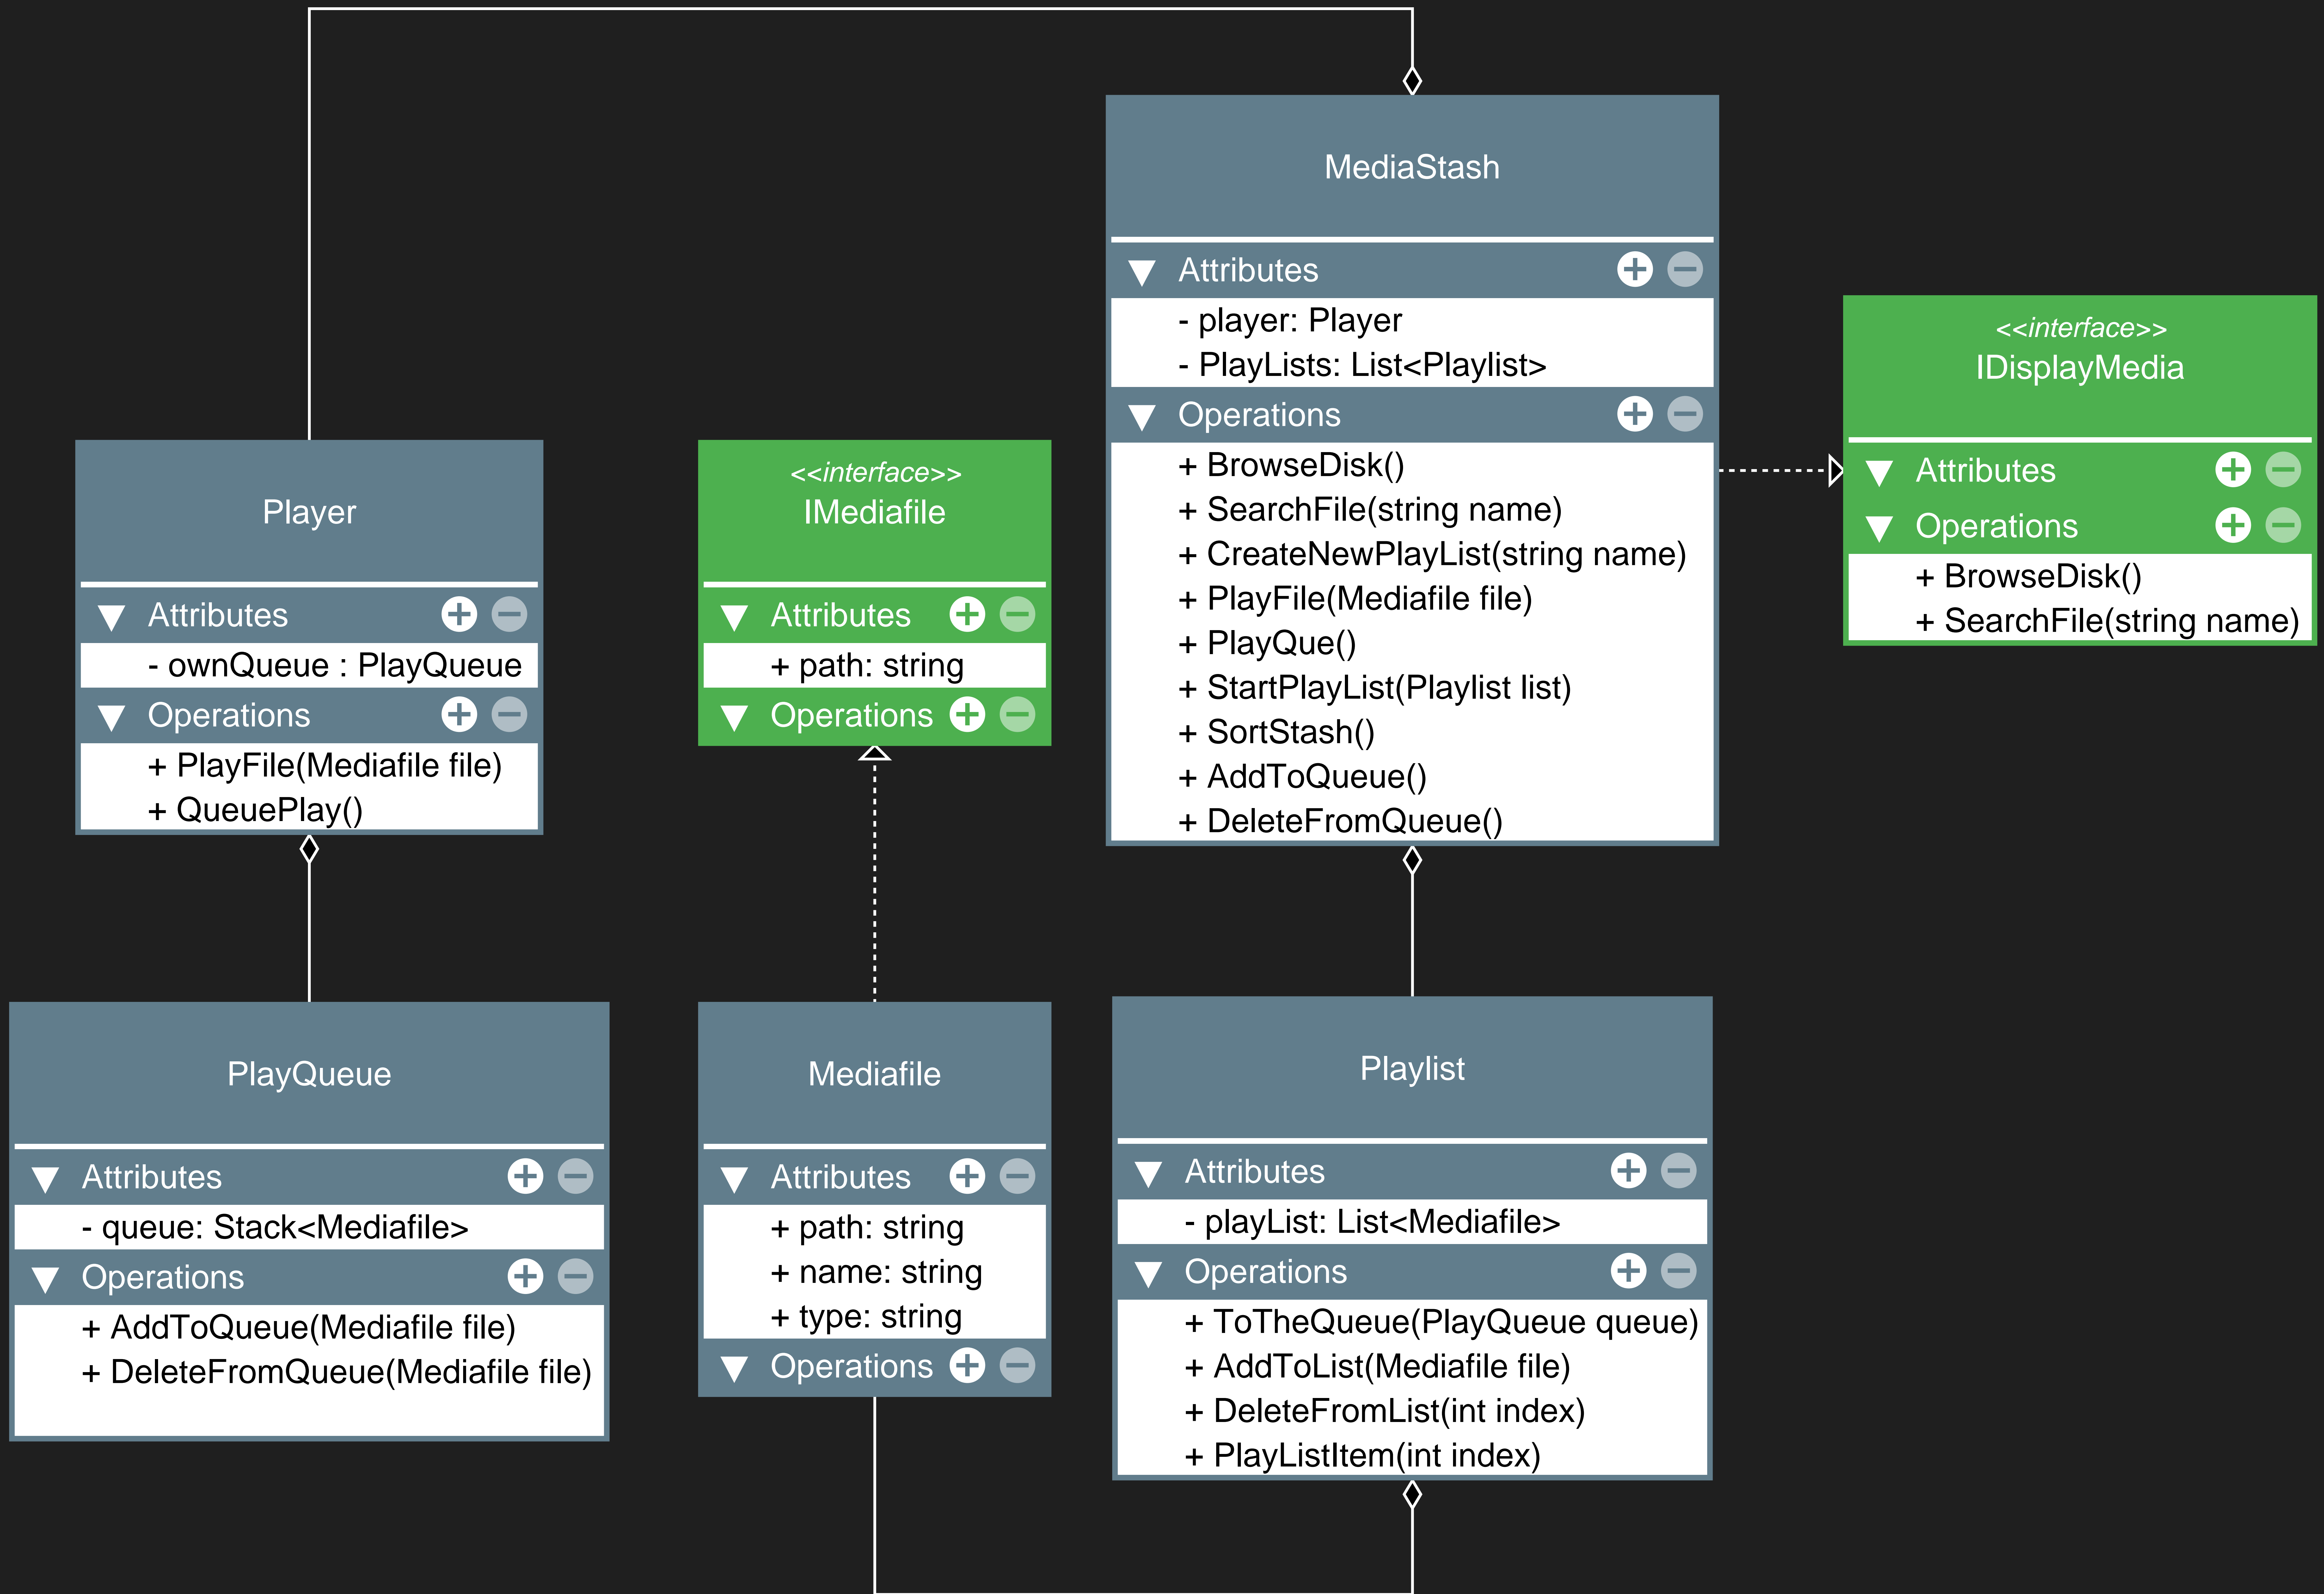 MediaStash
Attributes
- player: Player
- PlayLists: List<Playlist>
Operations
+ BrowseDisk()
+ SearchFile(string name)
+ CreateNewPlayList(string name)
+ PlayFile(Mediafile file)
+ PlayQue()
+ StartPlayList(Playlist list)
+ SortStash()
+ AddToQueue()
+ DeleteFromQueue()
<<interface>>
IDisplayMedia
Attributes
Operations
+ BrowseDisk()
+ SearchFile(string name)
Player
Attributes
- ownQueue : PlayQueue
Operations
+ PlayFile(Mediafile file)
+ QueuePlay()
<<interface>>
IMediafile
Attributes
+ path: string
Operations
PlayQueue
Attributes
- queue: Stack<Mediafile>
Operations
+ AddToQueue(Mediafile file)
+ DeleteFromQueue(Mediafile file)
Mediafile
Attributes
+ path: string
+ name: string
+ type: string
Operations
Playlist
Attributes
- playList: List<Mediafile>
Operations
+ ToTheQueue(PlayQueue queue)
+ AddToList(Mediafile file)
+ DeleteFromList(int index)
+ PlayListItem(int index)